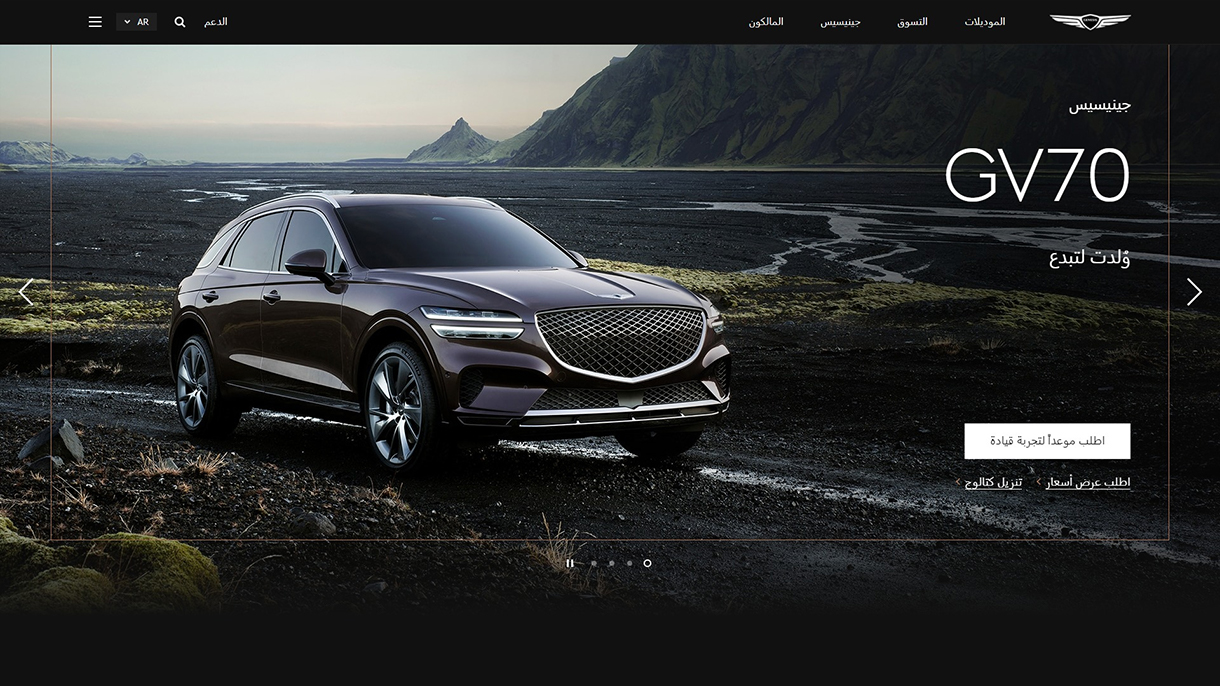 الموديلات
التسوق
جينيسيس
المالكون
الدعم
AR
جينيسيس
GV70
وُلدت لتبدع
اطلب موعداً لتجربة قيادة
اطلب عرض أسعار
تنزيل كتالوج